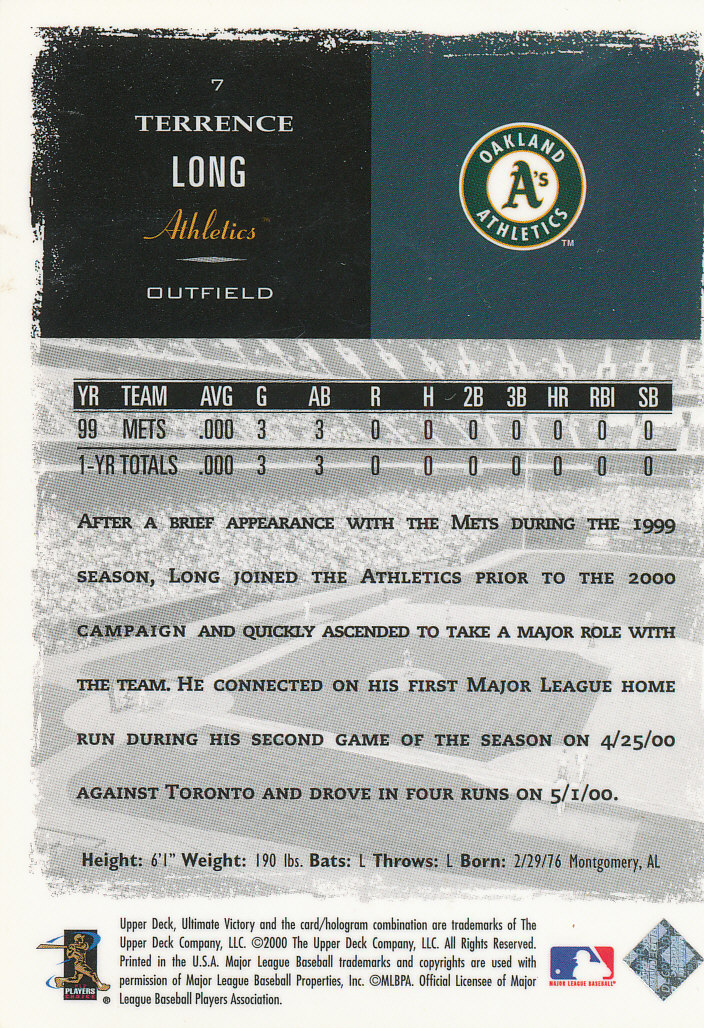 7
TERRENCE
LONG
Athletics™
OUTFIELD
OAKLAND
A's
ATHLETICS
TM
YR TEAM AVG G AB R H 2B 3B HR RBI SB
99 METS .000 3 3 0 0 0 0 0 0 0
1-YR TOTALS .000 3 3 0 0 0 0 0 0 0
AFTER A BRIEF APPEARANCE WITH THE METS DURING THE 1999
SEASON, LONG JOINED THE ATHLETICS PRIOR TO THE 2000
CAMPAIGN AND QUICKLY ASCENDED TO TAKE A MAJOR ROLE WITH
THE TEAM. HE CONNECTED ON HIS FIRST MAJOR LEAGUE HOME
RUN DURING HIS SECOND GAME OF THE SEASON ON 4/25/00
AGAINST TORONTO AND DROVE IN FOUR RUNS ON 5/1/00.
Height: 6'1" Weight: 190 lbs. Bats: L Throws: L Born: 2/29/76 Montgomery, AL
Upper Deck, Ultimate Victory and the card/hologram combination are trademarks of The
Upper Deck Company, LLC. ©2000 The Upper Deck Company, LLC. All Rights Reserved.
Printed in the U.S.A. Major League Baseball trademarks and copyrights are used with
permission of Major League Baseball Properties, Inc. ©MLBPA. Official Licensee of Major
League Baseball Players Association.
PLAYERS
CHOICE
®
MAJOR LEAGUE BASEBALL